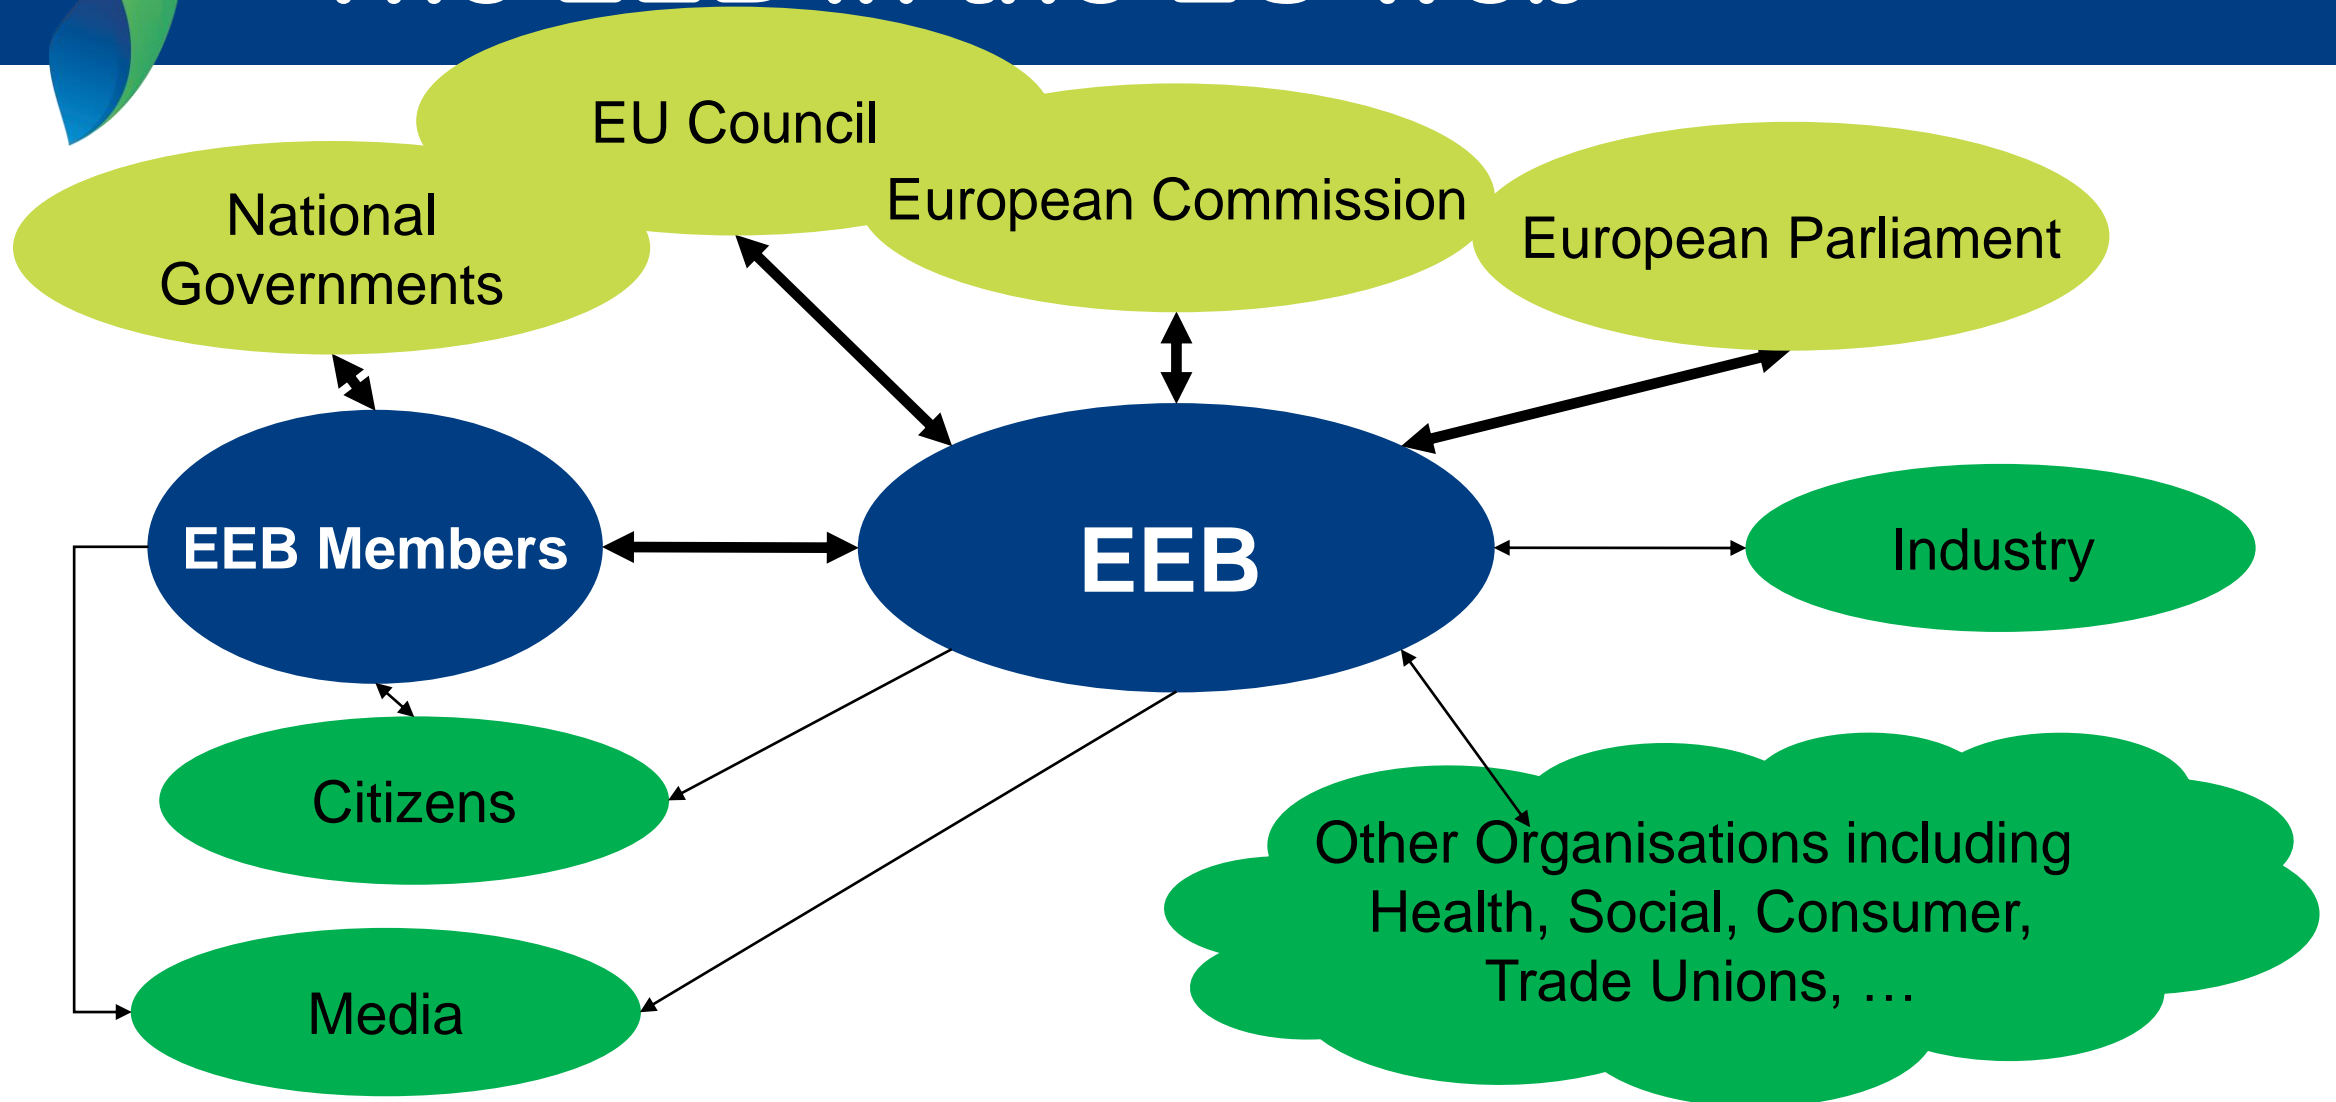 EU Council
European Commission
National
Governments
European Parliament
EEB Members
EEB
Industry
Citizens
Other Organisations including
Health, Social, Consumer,
Trade Unions, …
Media